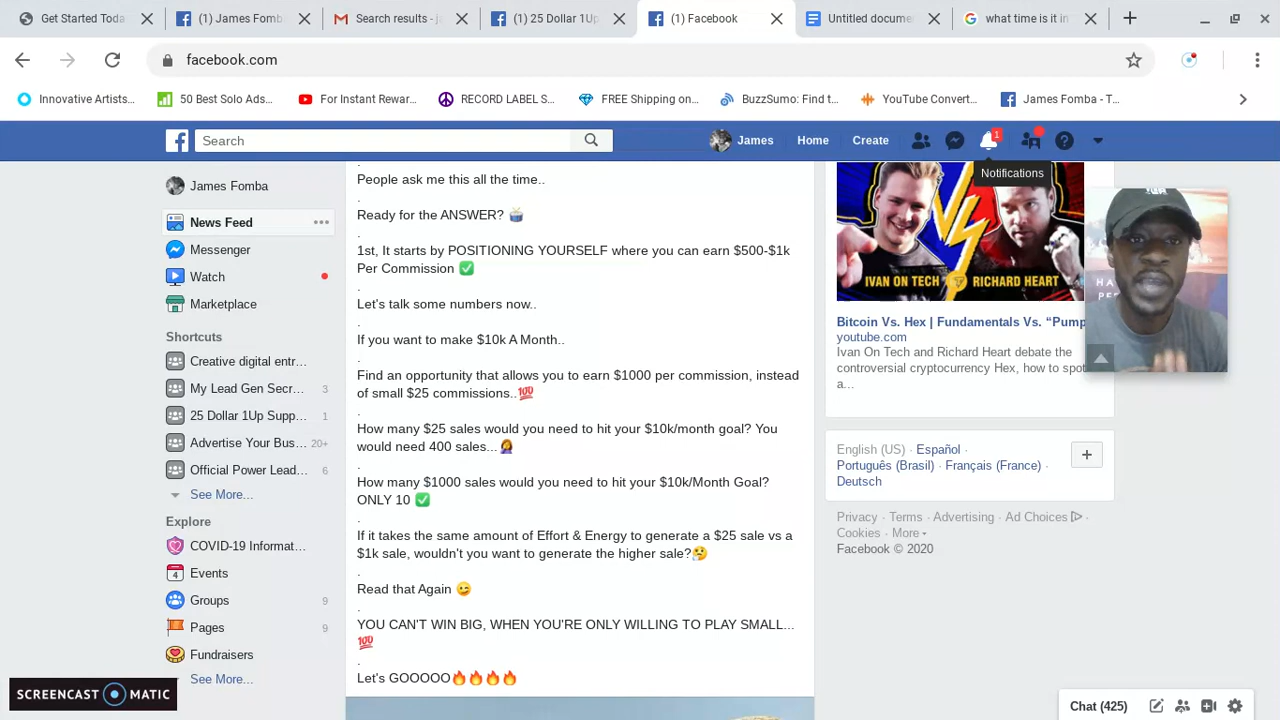 Get Started Toda
(1) James Fomb
Search results - j
(1) 25 Dollar 1Up
(1) Facebook
Untitled docume
what time is it in
facebook.com
Innovative Artists...
50 Best Solo Ads...
For Instant Rewar...
RECORD LABEL S...
FREE Shipping on...
BuzzSumo: Find t...
YouTube Convert...
James Fomba - T...
Search
James
Home
Create
1
Notifications
James Fomba
News Feed
Messenger
Watch
Marketplace
Shortcuts
Creative digital entr...
My Lead Gen Secr... 3
25 Dollar 1Up Supp... 1
Advertise Your Bus... 20+
Official Power Lead... 6
See More...
Explore
COVID-19 Informat...
4
Events
Groups 9
Pages 9
Fundraisers
See More...
People ask me this all the time..
.
Ready for the ANSWER? 🥁
.
1st, It starts by POSITIONING YOURSELF where you can earn $500-$1k
Per Commission ✅
.
Let's talk some numbers now..
.
If you want to make $10k A Month..
.
Find an opportunity that allows you to earn $1000 per commission, instead
of small $25 commissions..💯
.
How many $25 sales would you need to hit your $10k/month goal? You
would need 400 sales...🤦‍♀️
.
How many $1000 sales would you need to hit your $10k/Month Goal?
ONLY 10 ✅
.
If it takes the same amount of Effort & Energy to generate a $25 sale vs a
$1k sale, wouldn't you want to generate the higher sale?🤔
.
Read that Again 😉
.
YOU CAN'T WIN BIG, WHEN YOU'RE ONLY WILLING TO PLAY SMALL...
💯
.
Let's GOOOOO🔥🔥🔥🔥
IVAN ON TECH
RICHARD HEART
Bitcoin Vs. Hex | Fundamentals Vs. “Pump
youtube.com
Ivan On Tech and Richard Heart debate the
controversial cryptocurrency Hex, how to spot
a...
English (US) · Español ·
Português (Brasil) · Français (France) ·
Deutsch
Privacy · Terms · Advertising · Ad Choices ·
Cookies · More
Facebook © 2020
Chat (425)
SCREENCAST MATIC